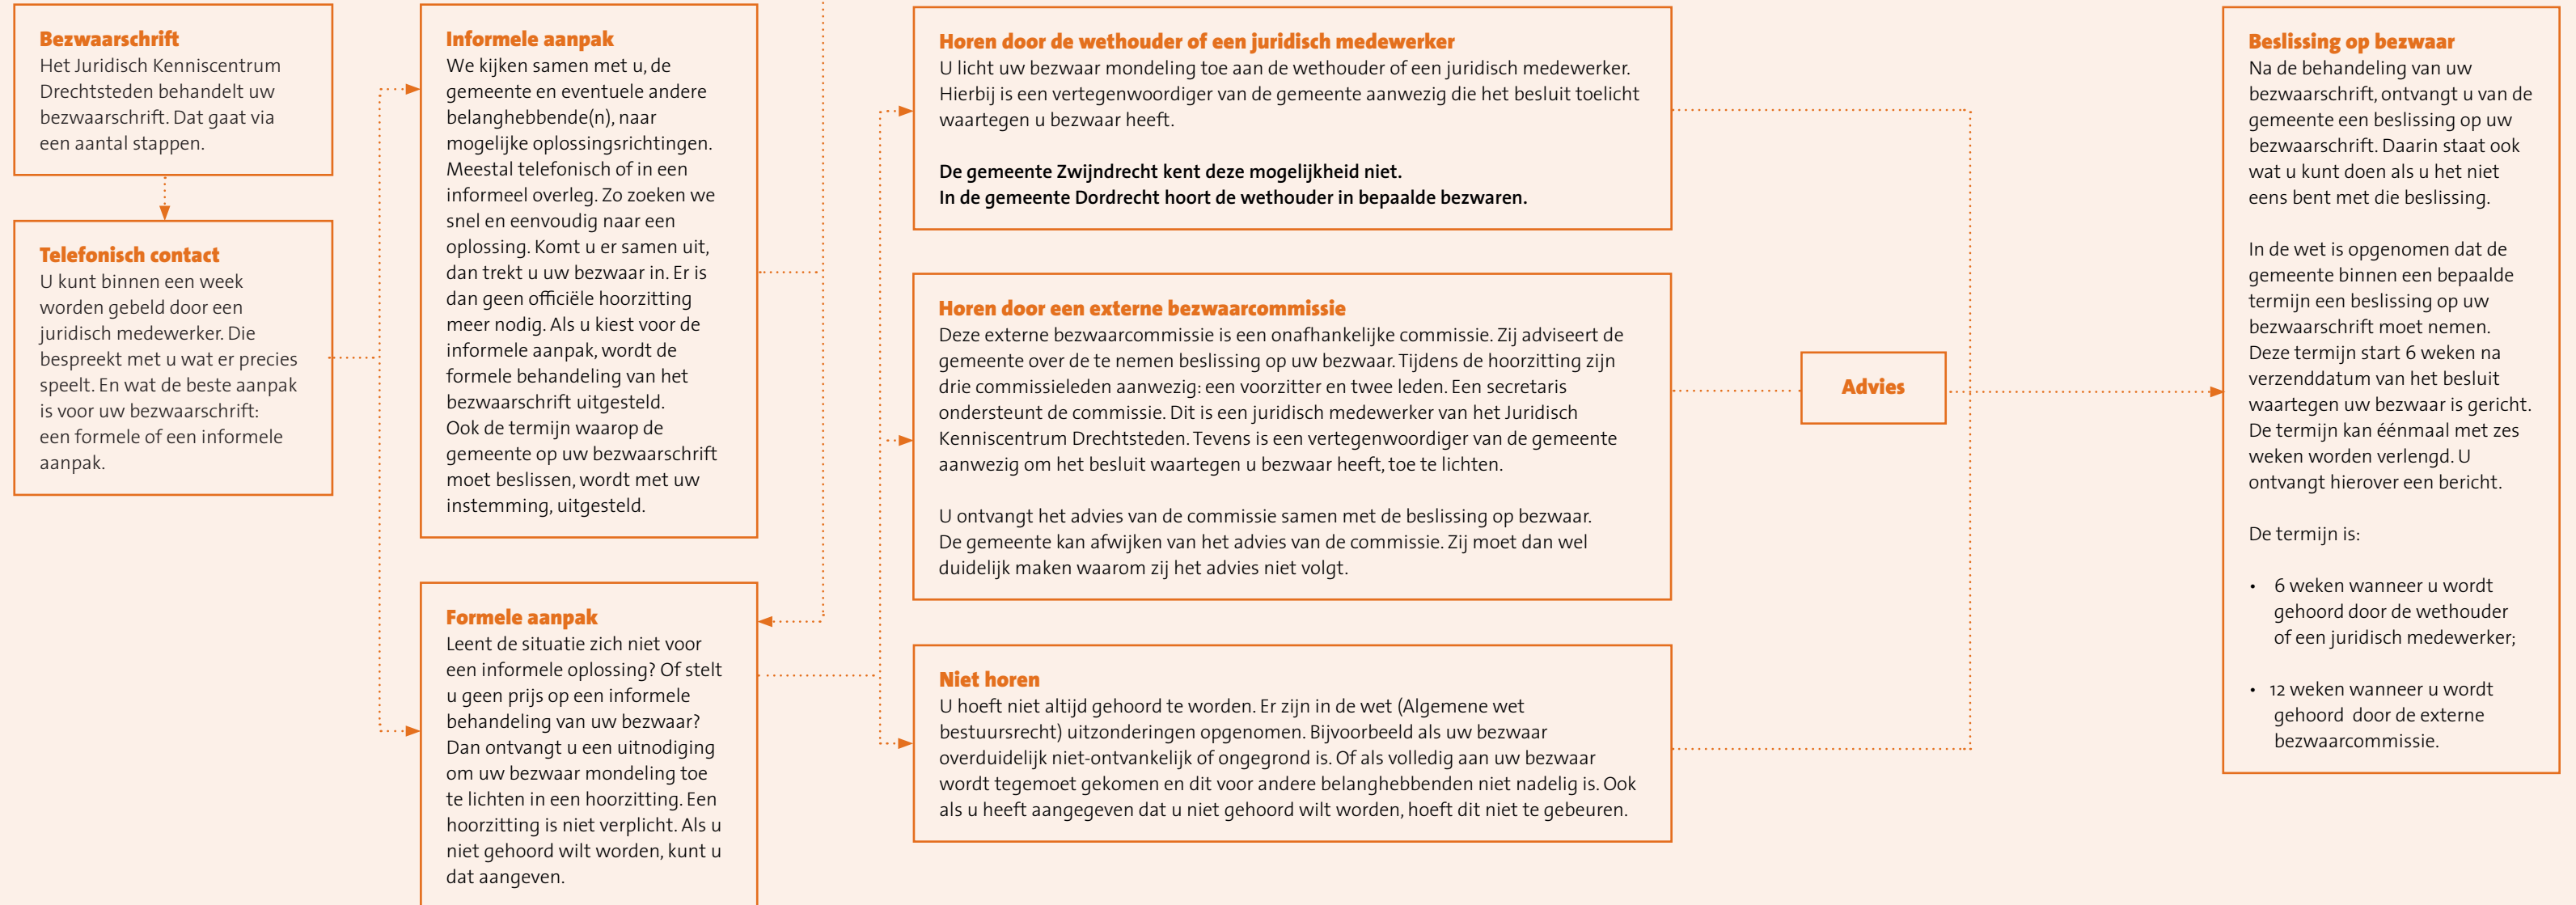 Bezwaarschrift
Het Juridisch Kenniscentrum
Drechtsteden behandelt uw
bezwaarschrift. Dat gaat via
een aantal stappen.
Telefonisch contact
U kunt binnen een week
worden gebeld door een
juridisch medewerker. Die
bespreekt met u wat er precies
speelt. En wat de beste aanpak
is voor uw bezwaarschrift:
een formele of een informele
aanpak.
Informele aanpak
We kijken samen met u, de
gemeente en eventuele andere
belanghebbende(n), naar
mogelijke oplossingsrichtingen.
Meestal telefonisch of in een
informeel overleg. Zo zoeken we
snel en eenvoudig naar een
oplossing. Komt u er samen uit,
dan trekt u uw bezwaar in. Er is
dan geen officiële hoorzitting
meer nodig. Als u kiest voor de
informele aanpak, wordt de
formele behandeling van het
bezwaarschrift uitgesteld.
Ook de termijn waarop de
gemeente op uw bezwaarschrift
moet beslissen, wordt met uw
instemming, uitgesteld.
Formele aanpak
Leent de situatie zich niet voor
een informele oplossing? Of stelt
u geen prijs op een informele
behandeling van uw bezwaar?
Dan ontvangt u een uitnodiging
om uw bezwaar mondeling toe
te lichten in een hoorzitting. Een
hoorzitting is niet verplicht. Als u
niet gehoord wilt worden, kunt u
dat aangeven.
Horen door de wethouder of een juridisch medewerker
U licht uw bezwaar mondeling toe aan de wethouder of een juridisch medewerker.
Hierbij is een vertegenwoordiger van de gemeente aanwezig die het besluit toelicht
waartegen u bezwaar heeft.
De gemeente Zwijndrecht kent deze mogelijkheid niet.
In de gemeente Dordrecht hoort de wethouder in bepaalde bezwaren.
Horen door een externe bezwaarcommissie
Deze externe bezwaarcommissie is een onafhankelijke commissie. Zij adviseert de
gemeente over de te nemen beslissing op uw bezwaar. Tijdens de hoorzitting zijn
drie commissieleden aanwezig: een voorzitter en twee leden. Een secretaris
ondersteunt de commissie. Dit is een juridisch medewerker van het Juridisch
Kenniscentrum Drechtsteden. Tevens is een vertegenwoordiger van de gemeente
aanwezig om het besluit waartegen u bezwaar heeft, toe te lichten.
U ontvangt het advies van de commissie samen met de beslissing op bezwaar.
De gemeente kan afwijken van het advies van de commissie. Zij moet dan wel
duidelijk maken waarom zij het advies niet volgt.
Niet horen
U hoeft niet altijd gehoord te worden. Er zijn in de wet (Algemene wet
bestuursrecht) uitzonderingen opgenomen. Bijvoorbeeld als uw bezwaar
overduidelijk niet-ontvankelijk of ongegrond is. Of als volledig aan uw bezwaar
wordt tegemoet gekomen en dit voor andere belanghebbenden niet nadelig is. Ook
als u heeft aangegeven dat u niet gehoord wilt worden, hoeft dit niet te gebeuren.
Advies
Beslissing op bezwaar
Na de behandeling van uw
bezwaarschrift, ontvangt u van de
gemeente een beslissing op uw
bezwaarschrift. Daarin staat ook
wat u kunt doen als u het niet
eens bent met die beslissing.
In de wet is opgenomen dat de
gemeente binnen een bepaalde
termijn een beslissing op uw
bezwaarschrift moet nemen.
Deze termijn start 6 weken na
verzenddatum van het besluit
waartegen uw bezwaar is gericht.
De termijn kan éénmaal met zes
weken worden verlengd. U
ontvangt hierover een bericht.
De termijn is:
• 6 weken wanneer u wordt
gehoord door de wethouder
of een juridisch medewerker;
• 12 weken wanneer u wordt
gehoord door de externe
bezwaarcommissie.